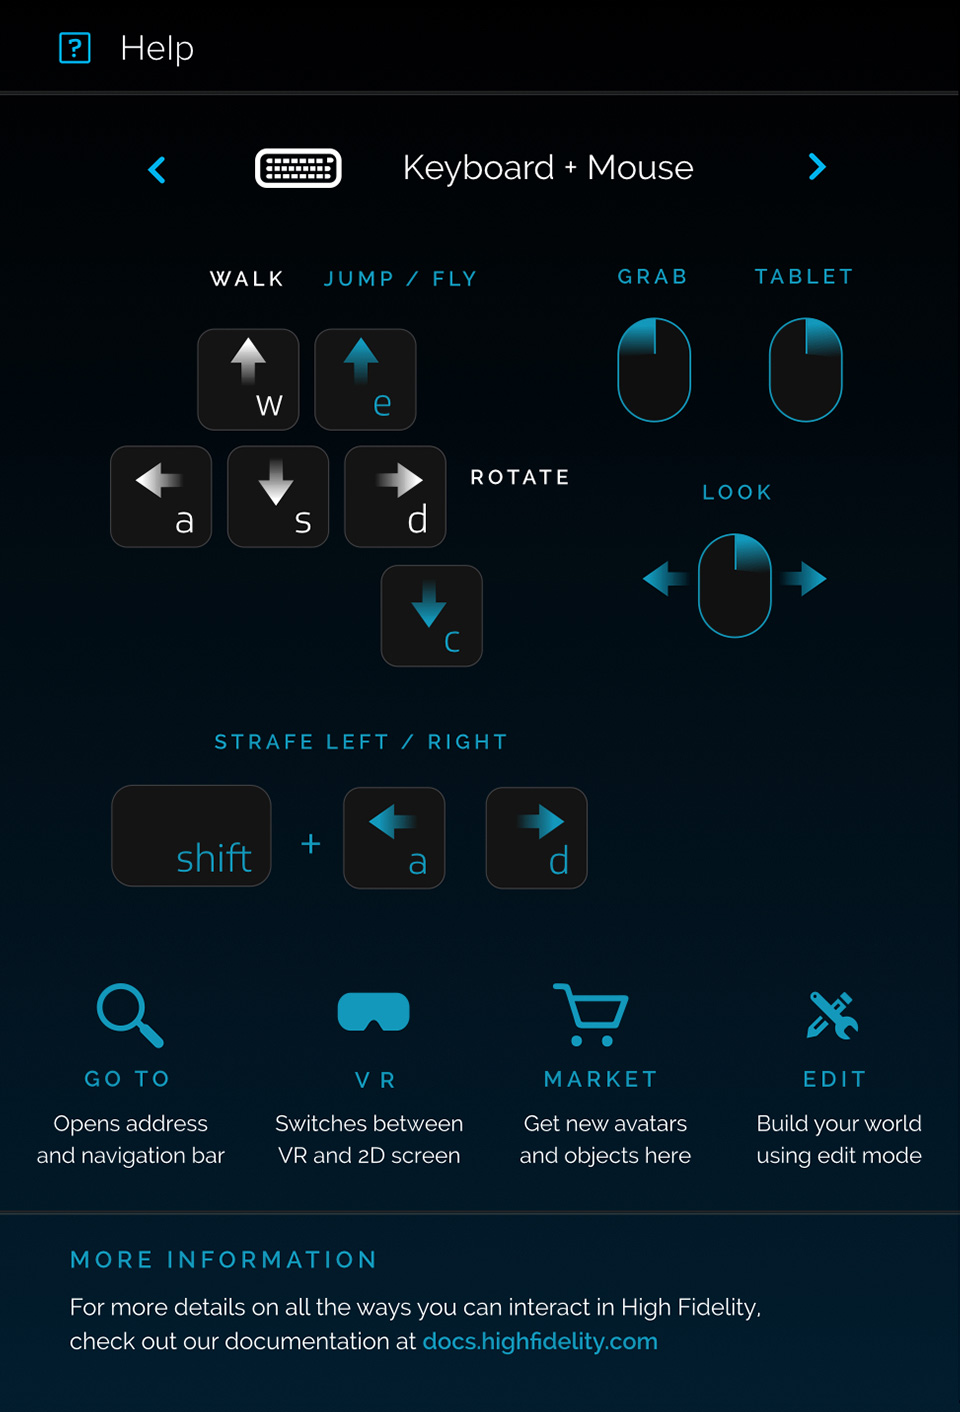 ? Help
Keyboard + Mouse
WALK JUMP / FLY
GRAB TABLET
w e
a s d ROTATE
LOOK
c
STRAFE LEFT / RIGHT
shift + a d
GO TO
Opens address
and navigation bar
VR
Switches between
VR and 2D screen
MARKET
Get new avatars
and objects here
EDIT
Build your world
using edit mode
MORE INFORMATION
For more details on all the ways you can interact in High Fidelity,
check out our documentation at docs.highfidelity.com